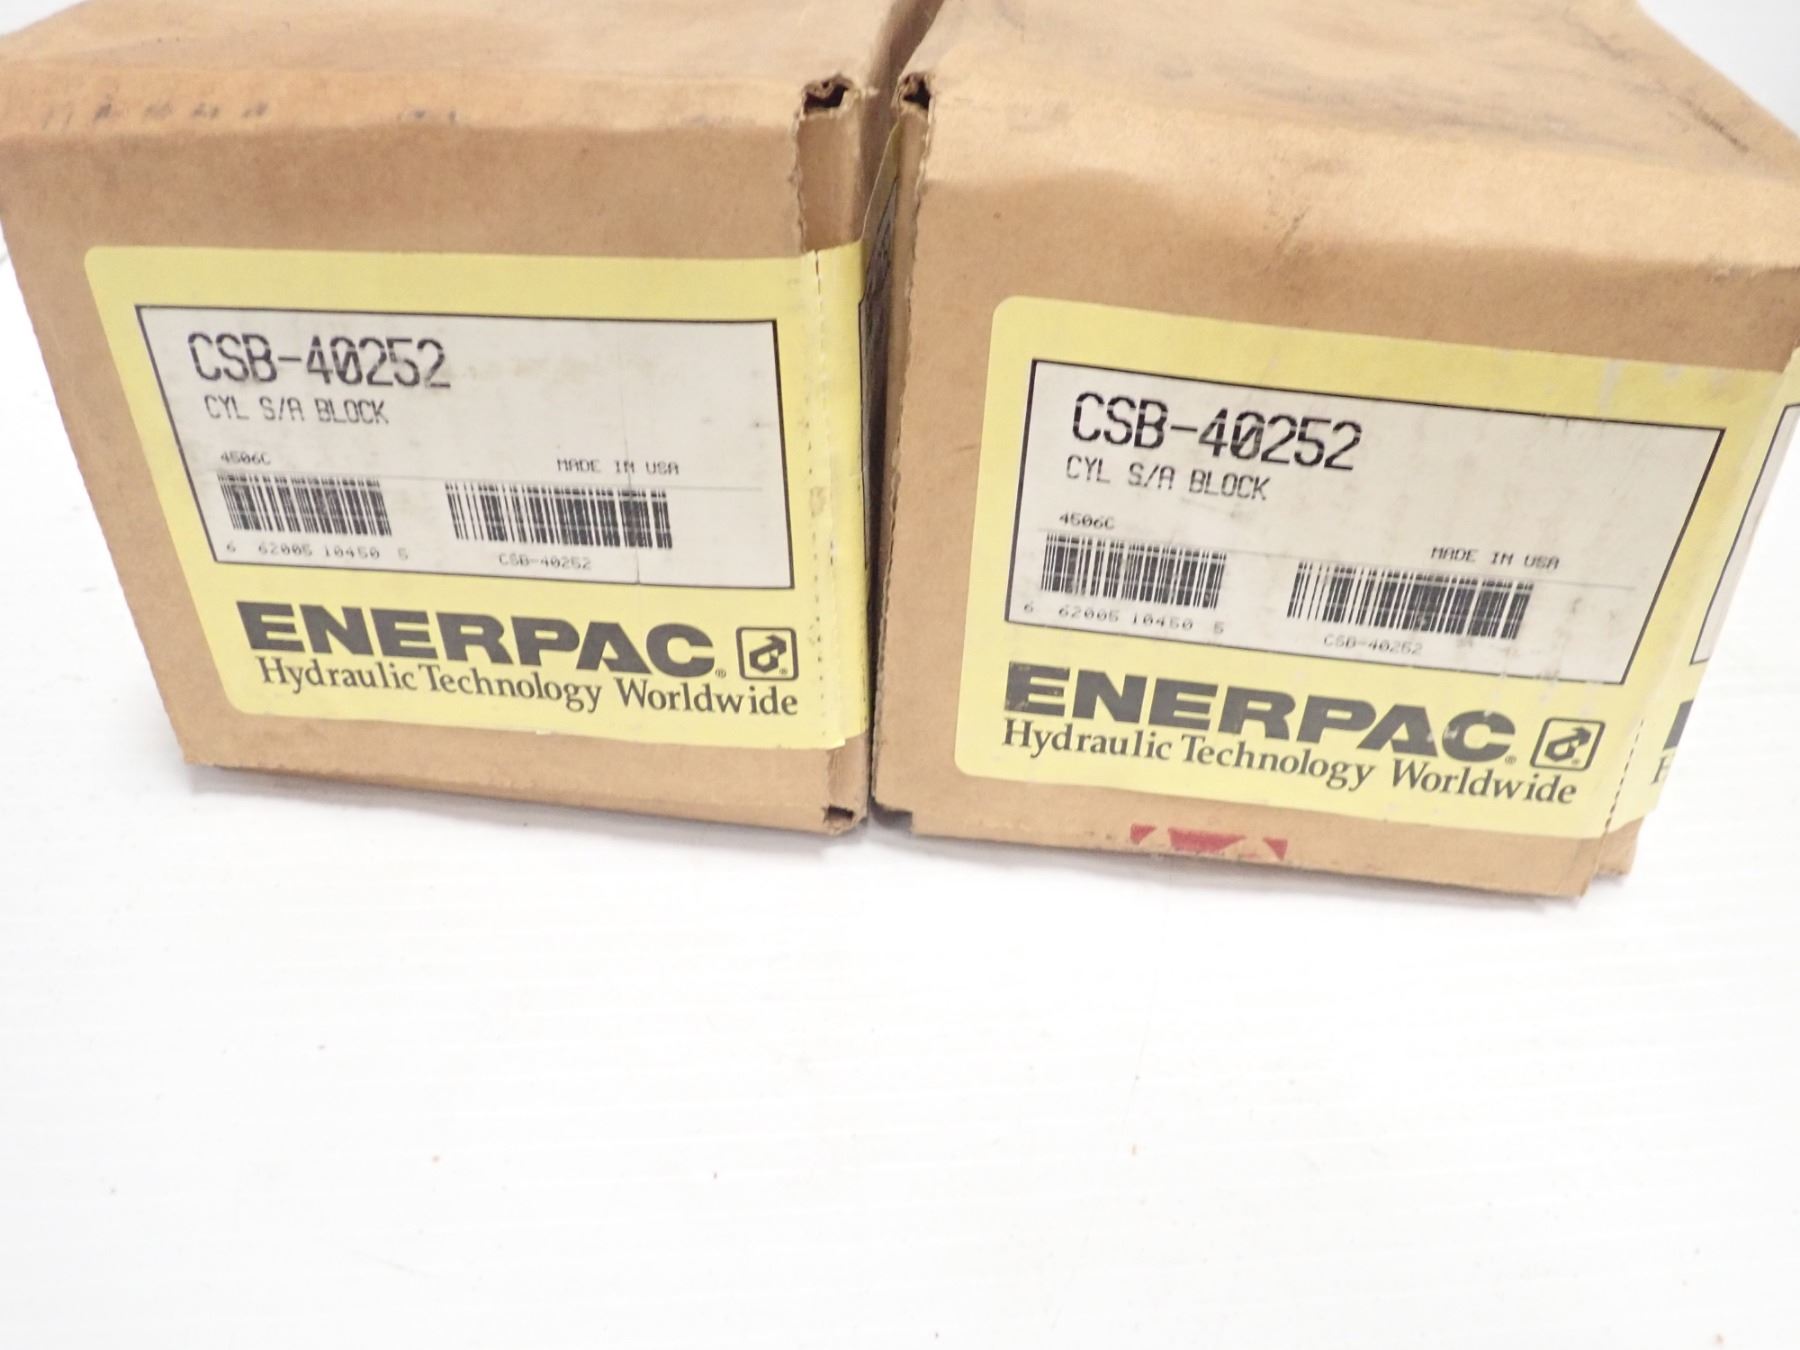 CSB-40252
CYL S/A BLOCK
4506C
MADE IN USA
6 62005 10450 5
CSB-40252
ENERPAC®
Hydraulic Technology Worldwide
CSB-40252
CYL S/A BLOCK
4506C
MADE IN USA
6 62005 10450 5
CSB-40252
ENERPAC®
Hydraulic Technology Worldwide